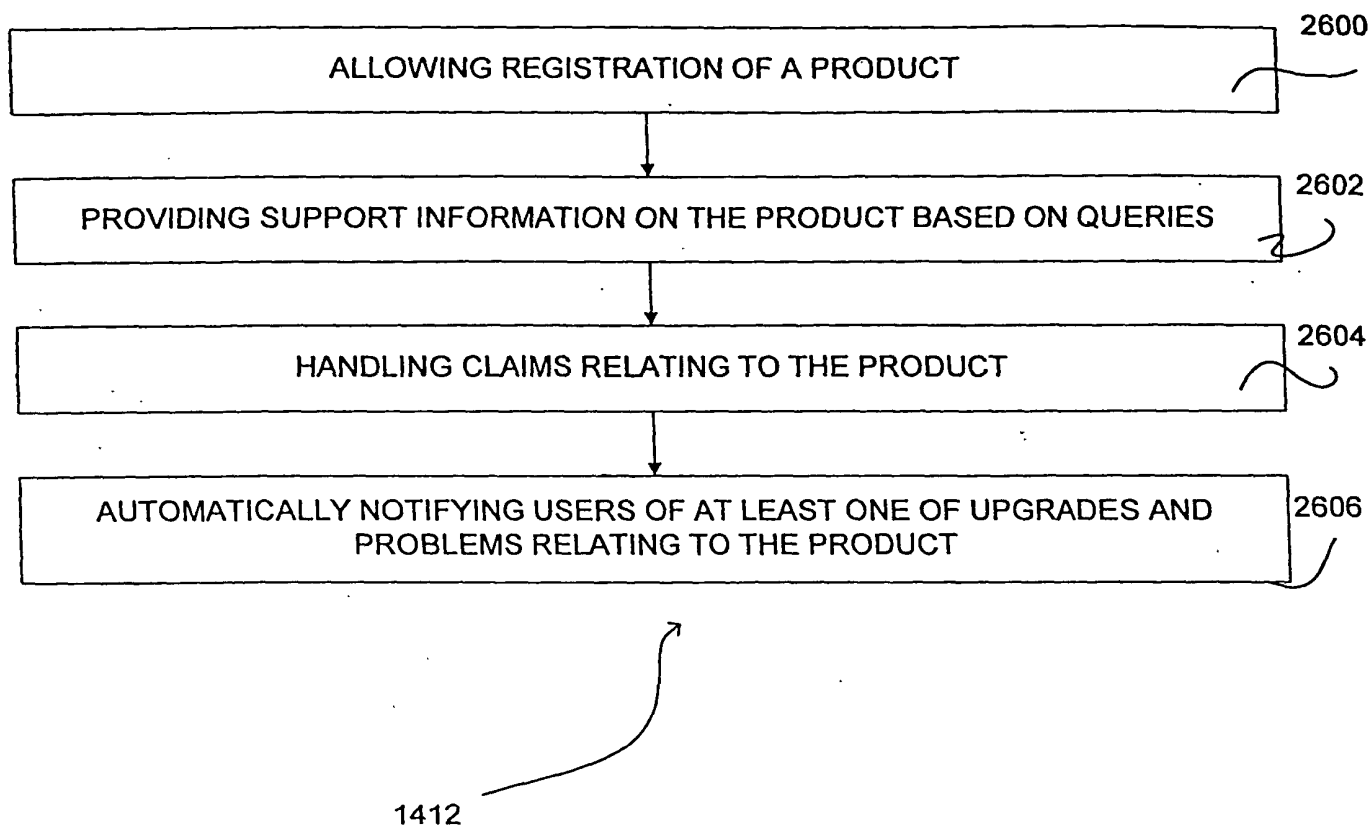 2600
ALLOWING REGISTRATION OF A PRODUCT
2602
PROVIDING SUPPORT INFORMATION ON THE PRODUCT BASED ON QUERIES
2604
HANDLING CLAIMS RELATING TO THE PRODUCT
2606
AUTOMATICALLY NOTIFYING USERS OF AT LEAST ONE OF UPGRADES AND
PROBLEMS RELATING TO THE PRODUCT
1412